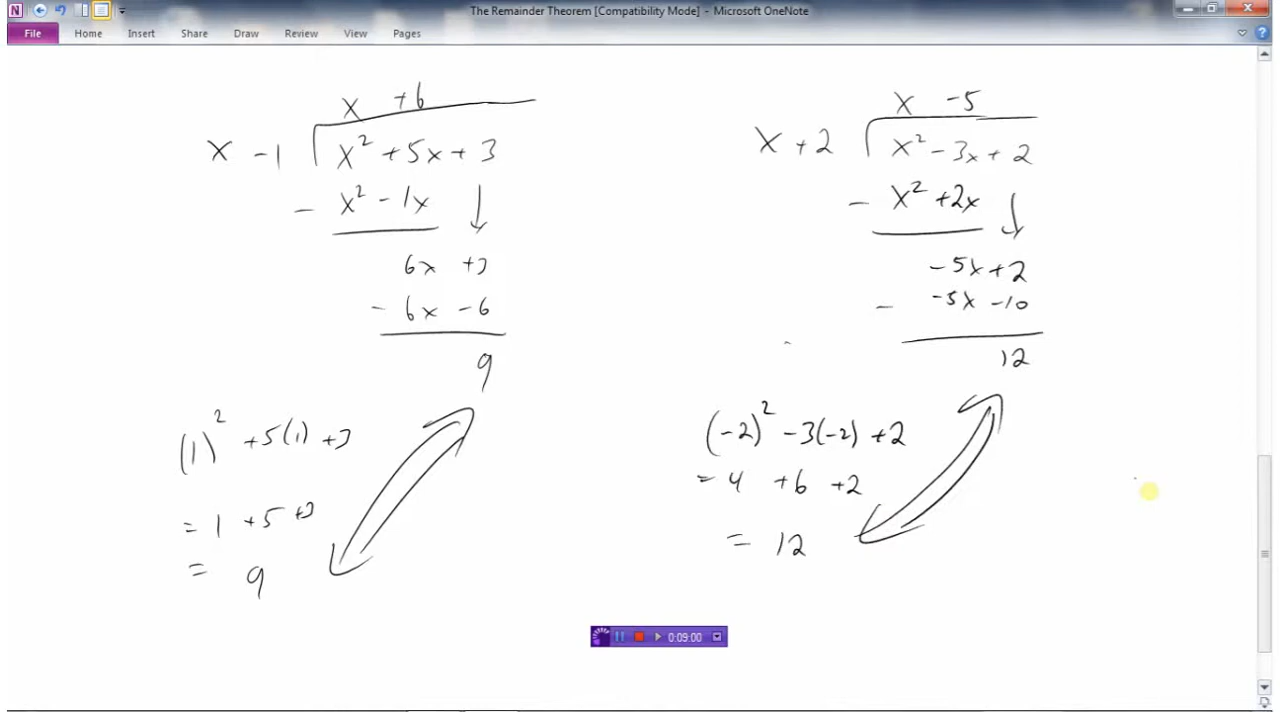 The Remainder Theorem [Compatibility Mode] - Microsoft OneNote
File Home Insert Share Draw Review View Pages
x +6
x -1 x² +5x + 3
- x² - 1x
6x +3
- 6x - 6
9
(1)² +5(1) +3
= 1 +5 +3
= 9
x -5
x +2 x² - 3x + 2
- x² +2x
-5x +2
- -5x -10
12
(-2)² -3(-2) +2
= 4 +6 +2
= 12
0:09:00